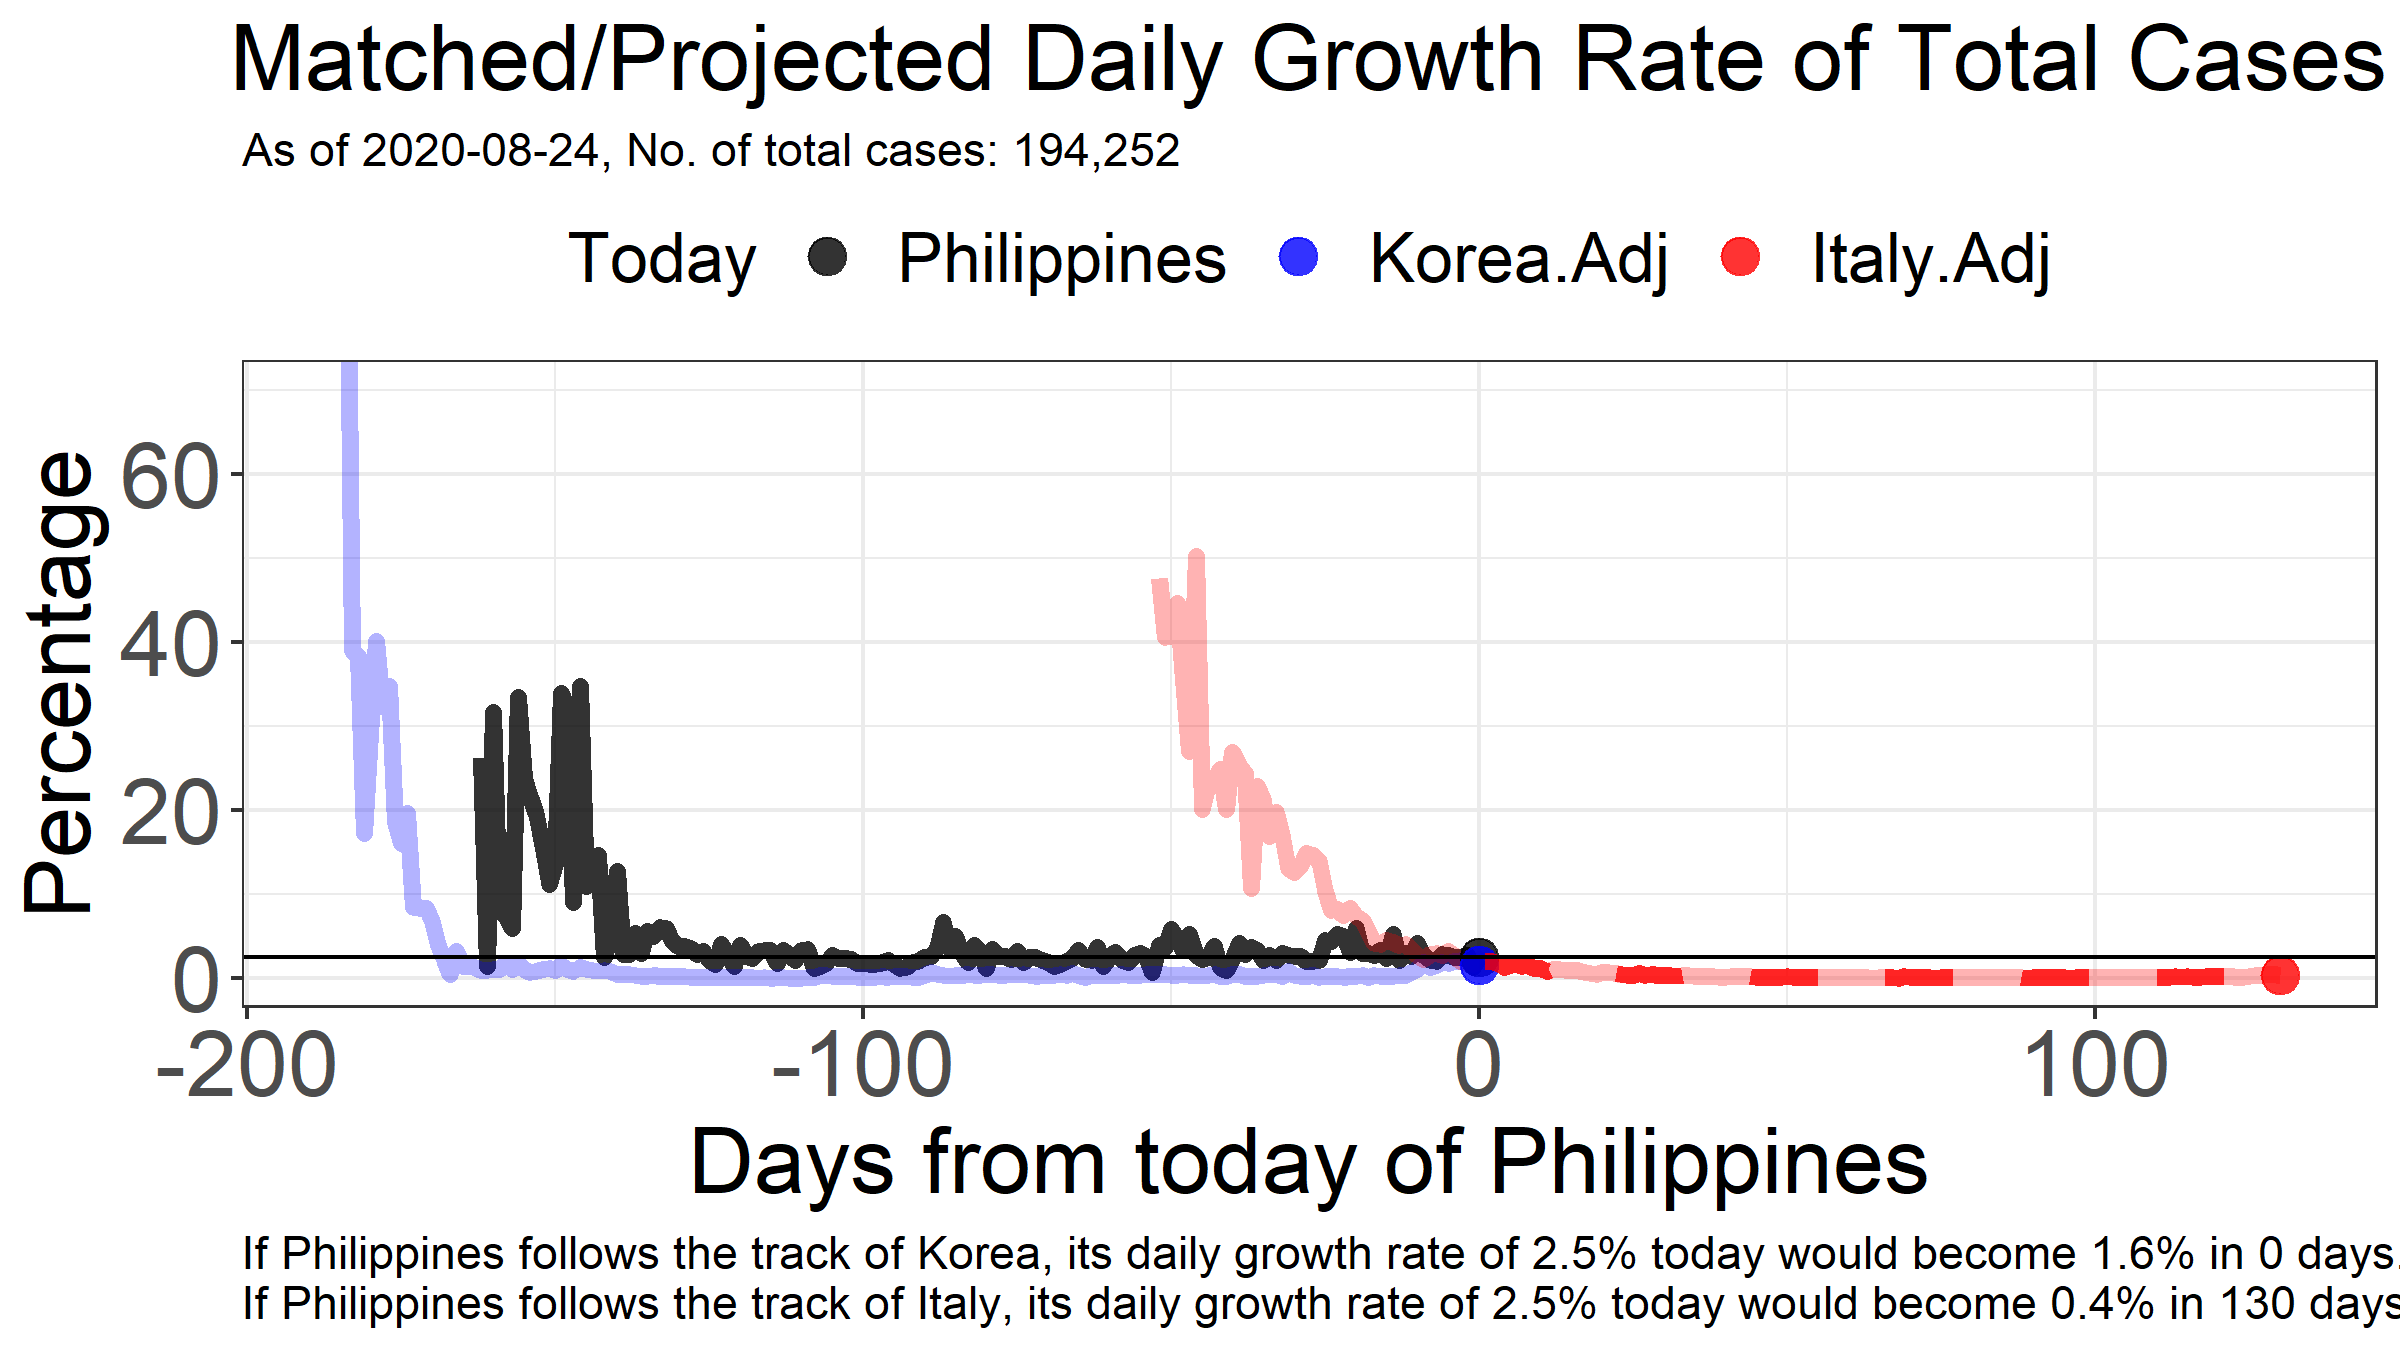 Matched/Projected Daily Growth Rate of Total Cases
As of 2020-08-24, No. of total cases: 194,252
Today Philippines Korea.Adj Italy.Adj
Percentage
60
40
20
0
-200 -100 0 100
Days from today of Philippines
If Philippines follows the track of Korea, its daily growth rate of 2.5% today would become 1.6% in 0 days.
If Philippines follows the track of Italy, its daily growth rate of 2.5% today would become 0.4% in 130 days